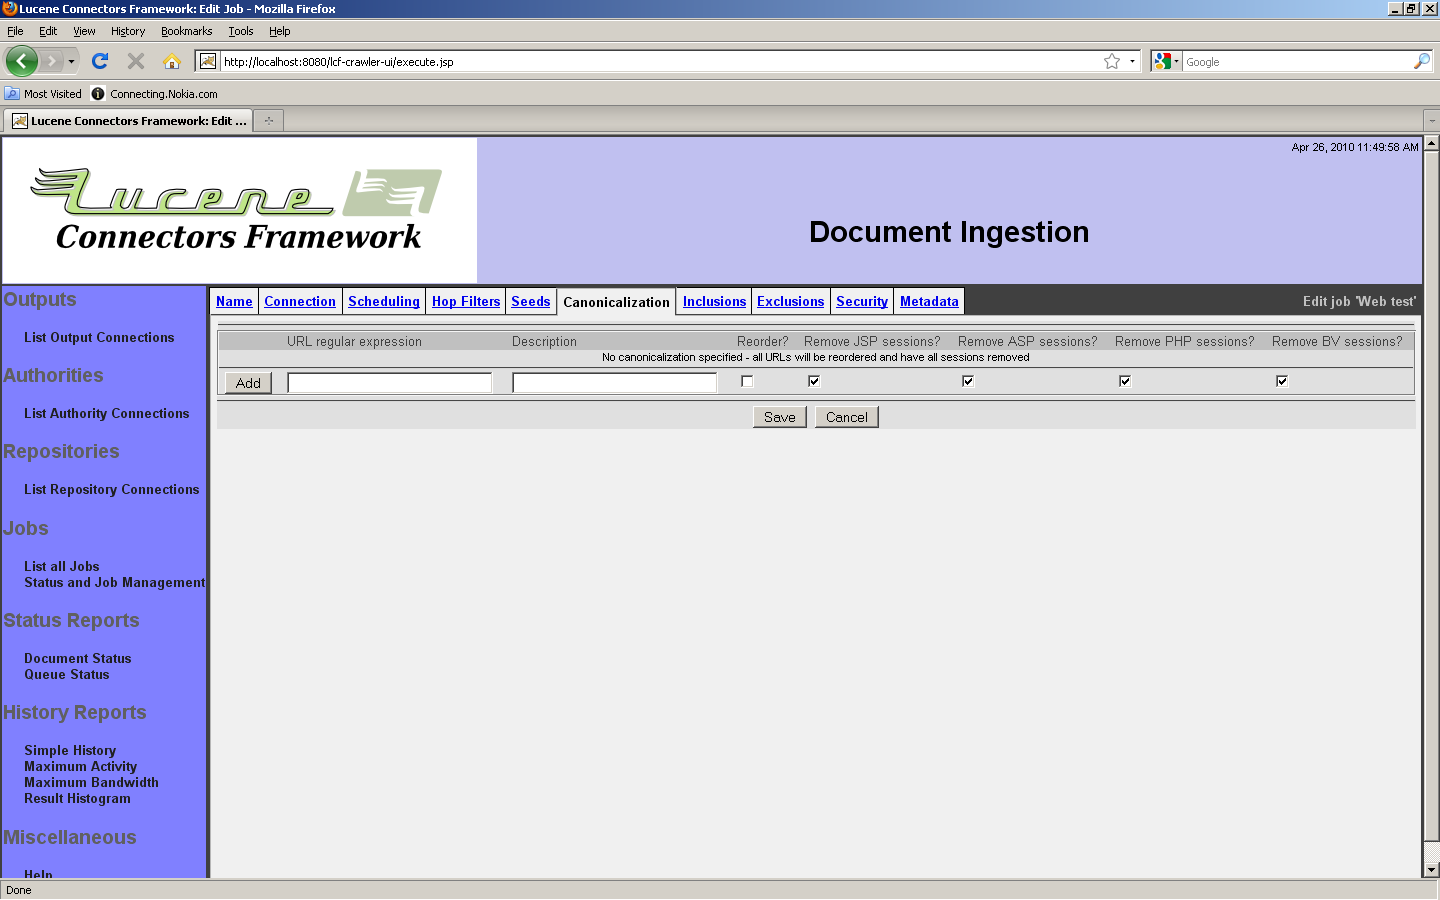 Lucene Connectors Framework: Edit Job - Mozilla Firefox
File Edit View History Bookmarks Tools Help
http://localhost:8080/lcf-crawler-ui/execute.jsp
Google
Most Visited
Connecting.Nokia.com
Lucene Connectors Framework: Edit ...
Apr 26, 2010 11:49:58 AM
Lucene
Connectors Framework
Document Ingestion
Outputs
List Output Connections
Authorities
List Authority Connections
Repositories
List Repository Connections
Jobs
List all Jobs
Status and Job Management
Status Reports
Document Status
Queue Status
History Reports
Simple History
Maximum Activity
Maximum Bandwidth
Result Histogram
Miscellaneous
Help
Name Connection Scheduling Hop Filters Seeds Canonicalization Inclusions Exclusions Security Metadata
Edit job 'Web test'
URL regular expression Description Reorder? Remove JSP sessions? Remove ASP sessions? Remove PHP sessions? Remove BV sessions?
No canonicalization specified - all URLs will be reordered and have all sessions removed
Add
Save Cancel
Done